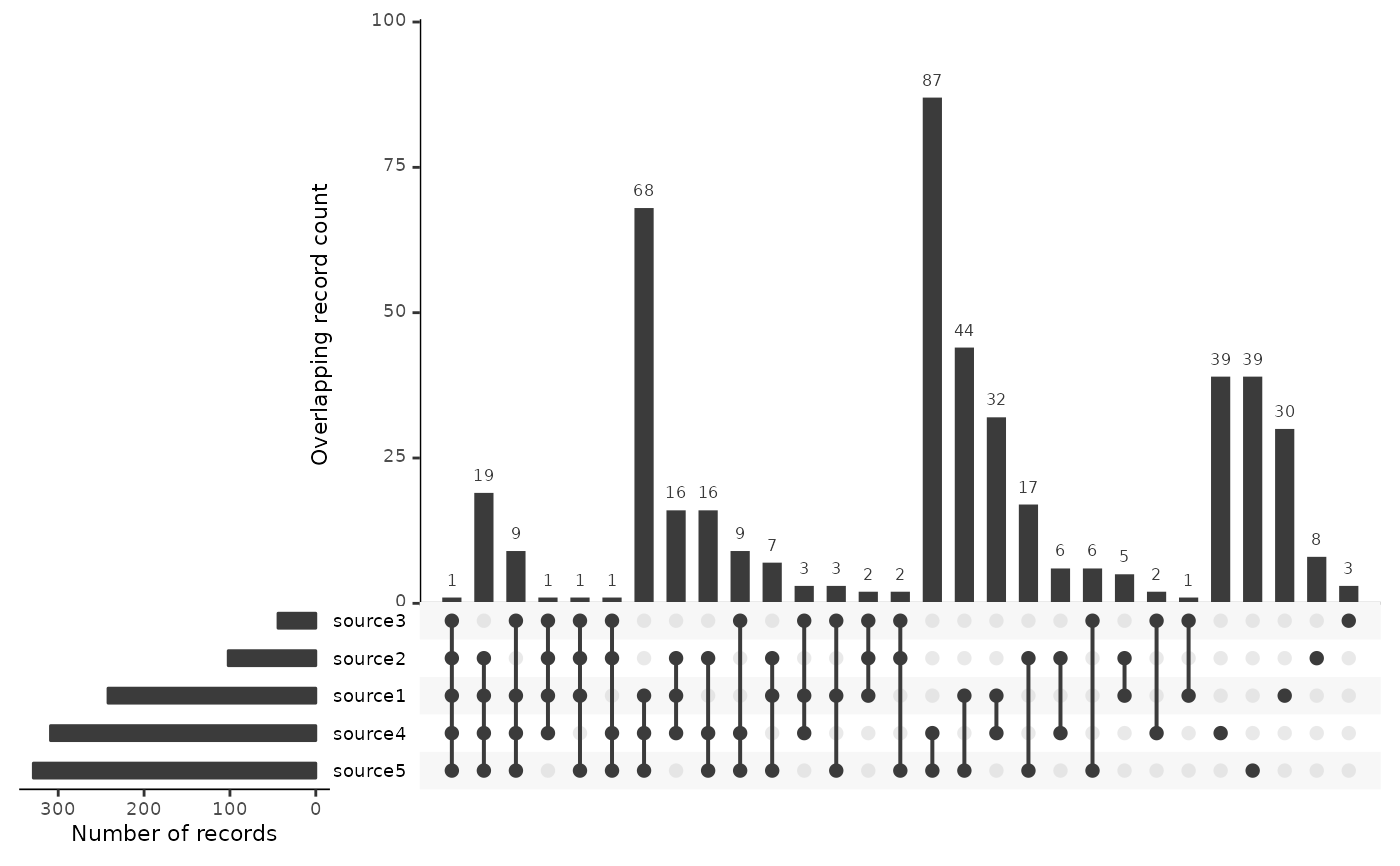 100
75
50
25
0
Overlapping record count
1 19 9 1 1 1 68 16 16 9 7 3 3 2 2 87 44 32 17 6 6 5 2 1 39 39 30 8 3
source3
source2
source1
source4
source5
300 200 100 0
Number of records